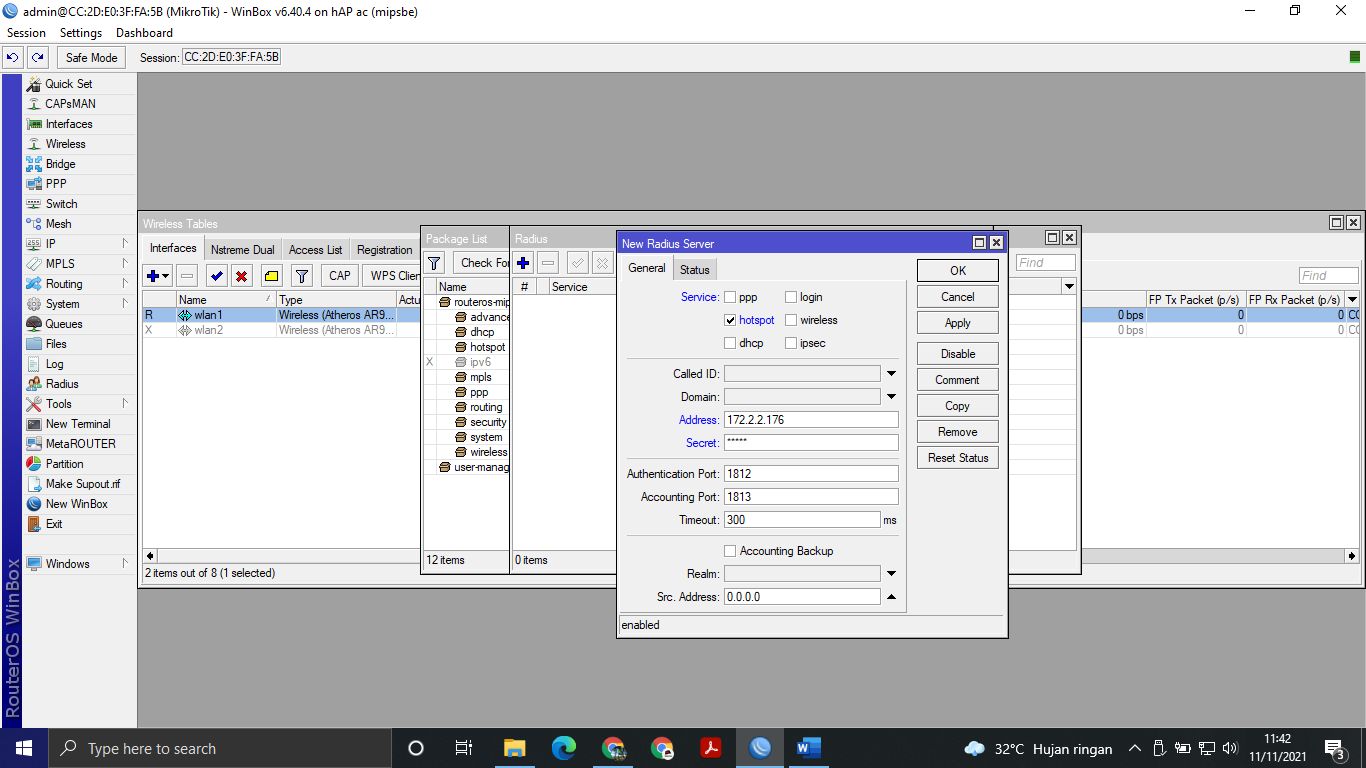 admin@CC:2D:E0:3F:FA:5B (MikroTik) - WinBox v6.40.4 on hAP ac (mipsbe)
Session Settings Dashboard
Safe Mode Session: CC:2D:E0:3F:FA:5B
Quick Set
CAPsMAN
Interfaces
Wireless
Bridge
PPP
Switch
Mesh
IP
MPLS
Routing
System
Queues
Files
Log
Radius
Tools
New Terminal
MetaROUTER
Partition
Make Supout.rif
New WinBox
Exit
Windows
RouterOS WinBox
Wireless Tables
Interfaces Nstreme Dual Access List Registration
CAP WPS Clien
Name / Type Actu
R wlan1 Wireless (Atheros AR9...
X wlan2 Wireless (Atheros AR9...
2 items out of 8 (1 selected)
Package List
Check Fo
Name
routeros-mip
advance
dhcp
hotspot
X ipv6
mpls
ppp
routing
security
system
wireless
user-manag
12 items
Radius
# Service
0 items
New Radius Server
General Status
Service: ppp login
hotspot wireless
dhcp ipsec
Called ID:
Domain:
Address: 172.2.2.176
Secret: *****
Authentication Port: 1812
Accounting Port: 1813
Timeout: 300 ms
Accounting Backup
Realm:
Src. Address: 0.0.0.0
enabled
OK
Cancel
Apply
Disable
Comment
Copy
Remove
Reset Status
Find
Find
FP Tx Packet (p/s) FP Rx Packet (p/s)
0 bps 0 0 CC
0 bps 0 0 CC
Type here to search
32°C Hujan ringan
11:42
11/11/2021
3